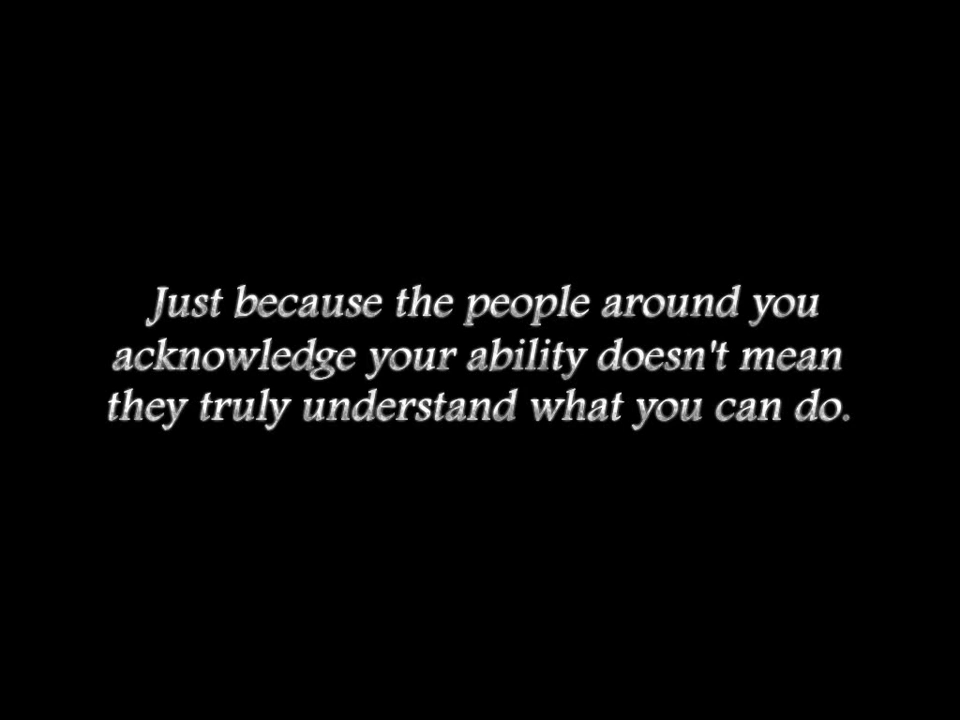 Just because the people around you
acknowledge your ability doesn't mean
they truly understand what you can do.